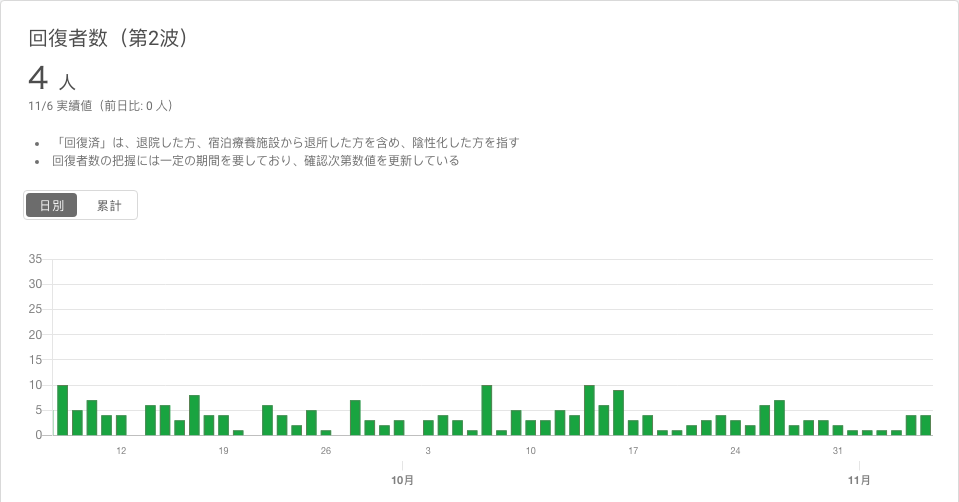 回復者数（第2波）
4 人
11/6 実績値（前日比: 0 人）
• 「回復済」は、退院した方、宿泊療養施設から退所した方を含め、陰性化した方を指す
• 回復者数の把握には一定の期間を要しており、確認次第数値を更新している
日別 累計
35
30
25
20
15
10
5
0
12 19 26 3 10 17 24 31
10月 11月